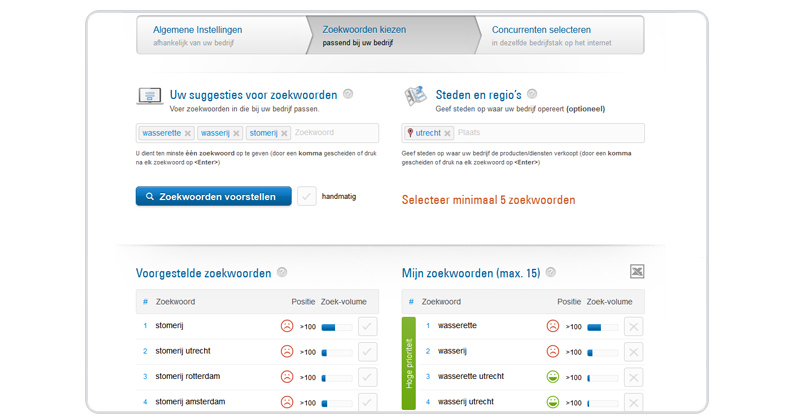 Algemene Instellingen
afhankelijk van uw bedrijf
Zoekwoorden kiezen
passend bij uw bedrijf
Concurrenten selecteren
in dezelfde bedrijfstak op het internet
Uw suggesties voor zoekwoorden
Voer zoekwoorden in die bij uw bedrijf passen.
wasserette
wasserij
stomerij
Zoekwoord
U dient ten minste één zoekwoord op te geven (door een komma gescheiden of druk
na elk zoekwoord op <Enter>)
Zoekwoorden voorstellen
handmatig
Steden en regio's
Geef steden op waar uw bedrijf opereert (optioneel)
utrecht
Plaats
Geef steden op waar uw bedrijf de producten/diensten verkoopt (door een komma
gescheiden of druk na elk zoekwoord op <Enter>)
Selecteer minimaal 5 zoekwoorden
Voorgestelde zoekwoorden
# Zoekwoord Positie Zoek-volume
1 stomerij >100
2 stomerij utrecht >100
3 stomerij rotterdam >100
4 stomerij amsterdam >100
Mijn zoekwoorden (max. 15)
# Zoekwoord Positie Zoek-volume
Hoge prioriteit
1 wasserette >100
2 wasserij >100
3 wasserette utrecht >100
4 wasserij utrecht >100